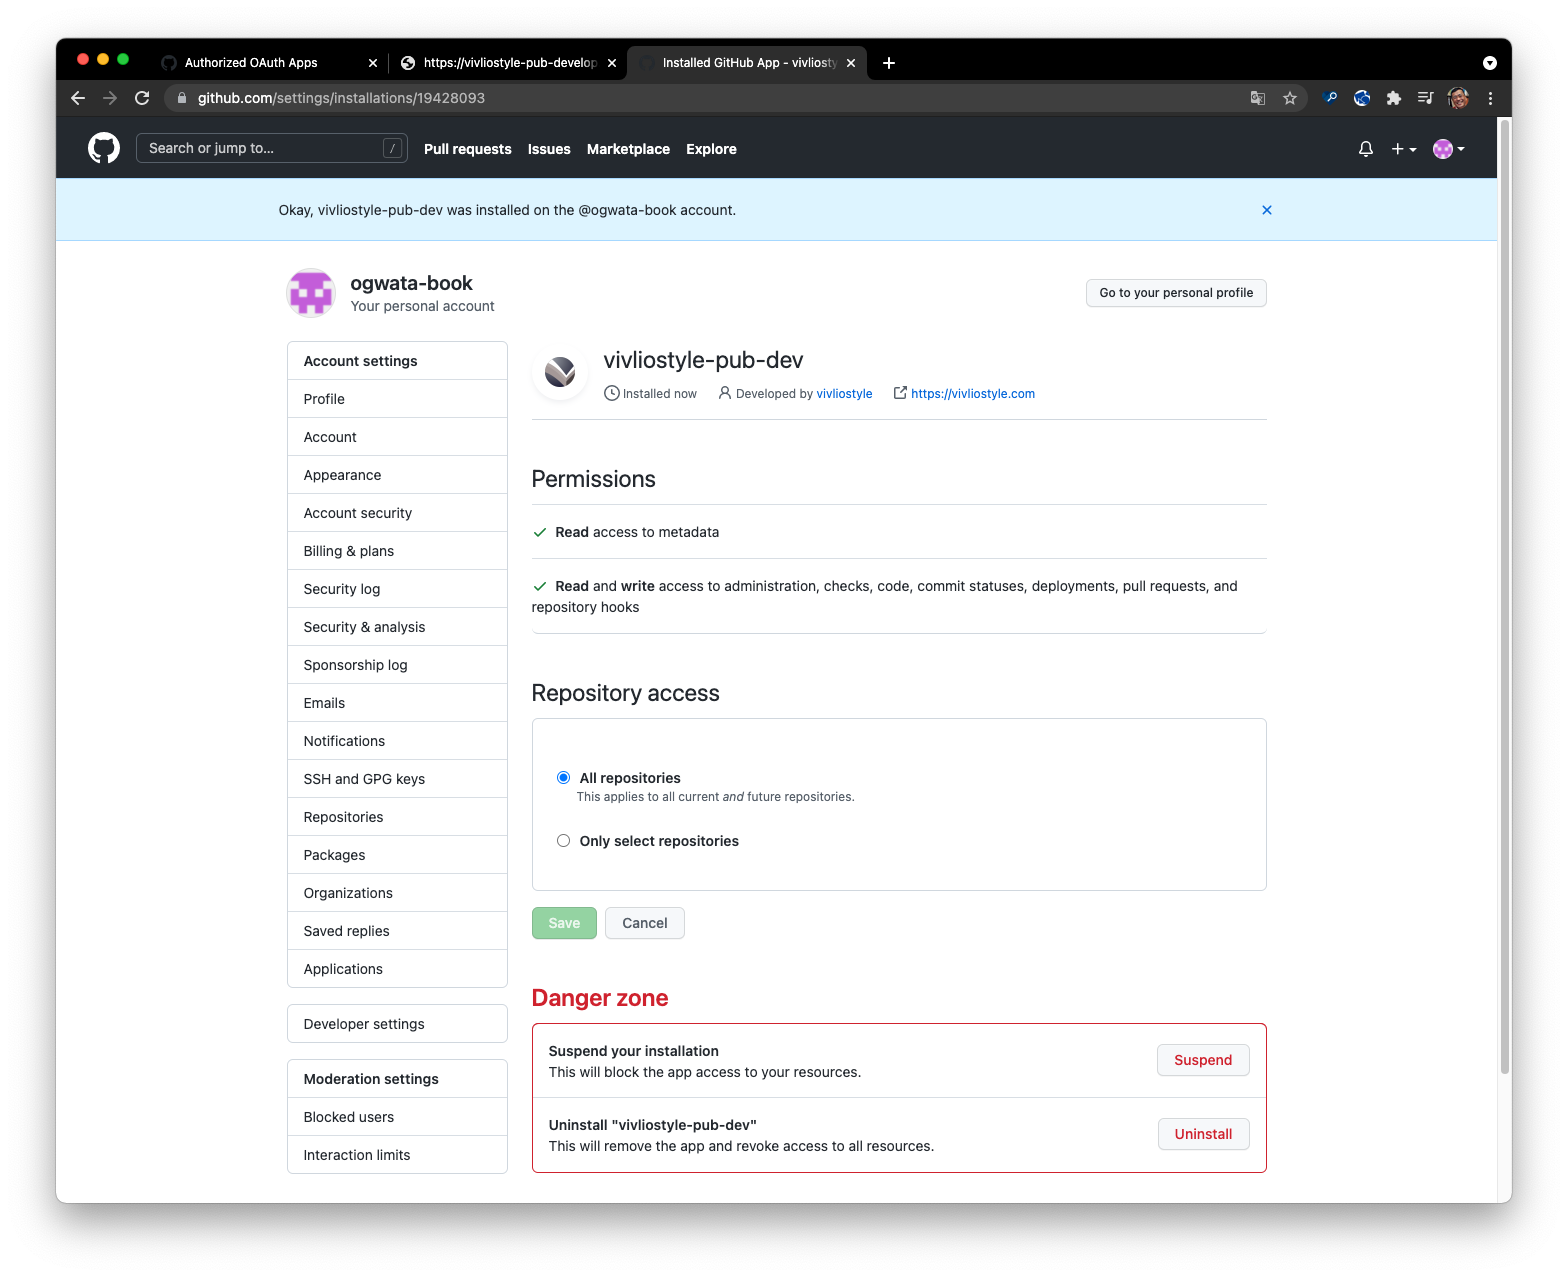 Authorized OAuth Apps
https://vivliostyle-pub-develop
Installed GitHub App - vivliosty
github.com/settings/installations/19428093
Search or jump to...
/
Pull requests
Issues
Marketplace
Explore
Okay, vivliostyle-pub-dev was installed on the @ogwata-book account.
ogwata-book
Your personal account
Go to your personal profile
Account settings
Profile
Account
Appearance
Account security
Billing & plans
Security log
Security & analysis
Sponsorship log
Emails
Notifications
SSH and GPG keys
Repositories
Packages
Organizations
Saved replies
Applications
Developer settings
Moderation settings
Blocked users
Interaction limits
vivliostyle-pub-dev
Installed now
Developed by vivliostyle
https://vivliostyle.com
Permissions
Read access to metadata
Read and write access to administration, checks, code, commit statuses, deployments, pull requests, and
repository hooks
Repository access
All repositories
This applies to all current and future repositories.
Only select repositories
Save
Cancel
Danger zone
Suspend your installation
This will block the app access to your resources.
Suspend
Uninstall "vivliostyle-pub-dev"
This will remove the app and revoke access to all resources.
Uninstall